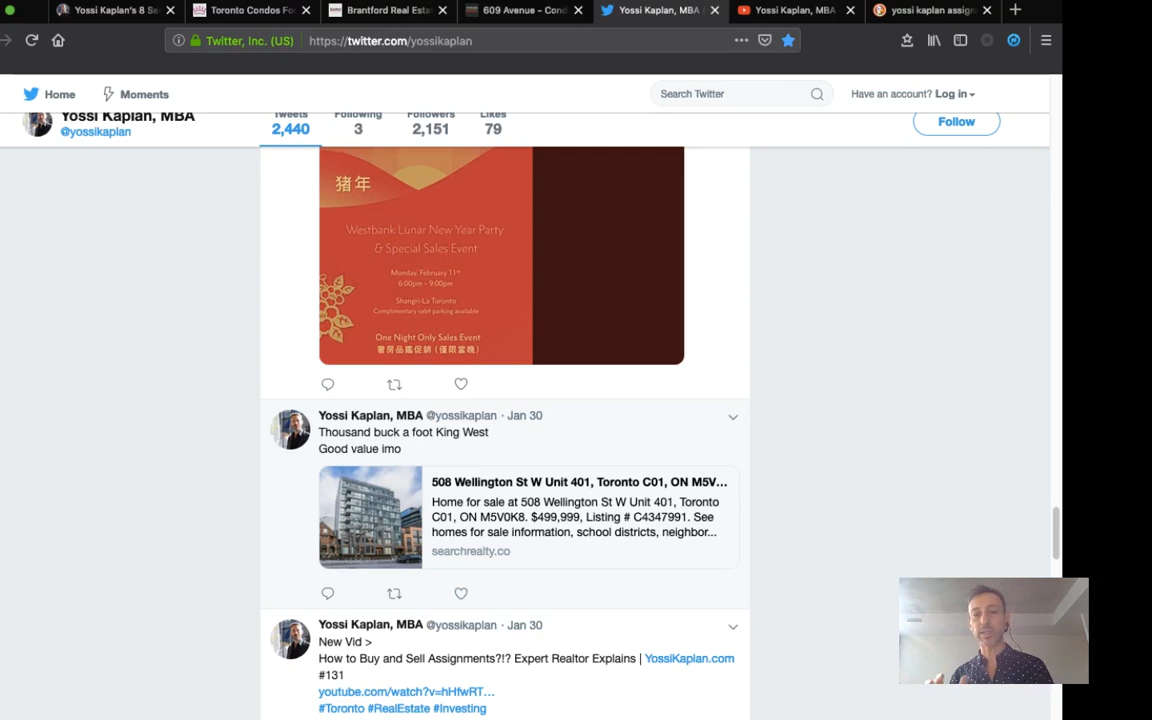 Yossi Kaplan's 8 Se
Toronto Condos Fo
Brantford Real Esta
609 Avenue - Cond
Yossi Kaplan, MBA
Yossi Kaplan, MBA
yossi kaplan assign
Twitter, Inc. (US)
https://twitter.com/yossikaplan
Home
Moments
Search Twitter
Have an account? Log in
Yossi Kaplan, MBA
@yossikaplan
Tweets
2,440
Following
3
Followers
2,151
Likes
79
Follow
猪年
Westbank Lunar New Year Party
& Special Sales Event
Monday, February 11th
6:00pm – 9:00pm
Shangri-La Toronto
Complimentary valet parking available
One Night Only Sales Event
Yossi Kaplan, MBA @yossikaplan · Jan 30
Thousand buck a foot King West
Good value imo
508 Wellington St W Unit 401, Toronto C01, ON M5V...
Home for sale at 508 Wellington St W Unit 401, Toronto
C01, ON M5V0K8. $499,999, Listing # C4347991. See
homes for sale information, school districts, neighbor...
searchrealty.co
Yossi Kaplan, MBA @yossikaplan · Jan 30
New Vid >
How to Buy and Sell Assignments?!? Expert Realtor Explains | YossiKaplan.com
#131
youtube.com/watch?v=hHfwRT...
#Toronto #RealEstate #Investing